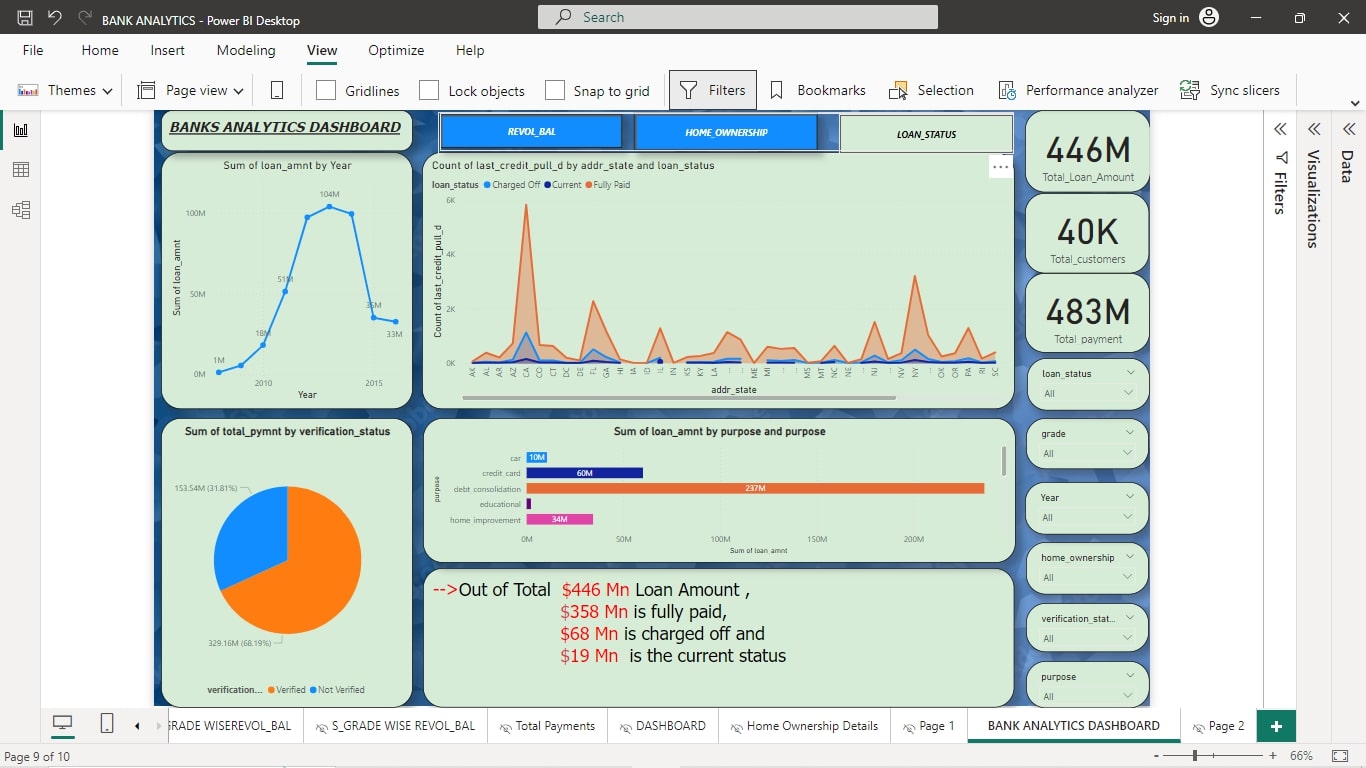 BANK ANALYTICS - Power BI Desktop
Search
Sign in
File Home Insert Modeling View Optimize Help
Themes Page view Gridlines Lock objects Snap to grid Filters Bookmarks Selection Performance analyzer Sync slicers
BANKS ANALYTICS DASHBOARD
REVOL_BAL
HOME_OWNERSHIP
LOAN_STATUS
Sum of loan_amnt by Year
104M
100M
51M
50M
18M
33M
1M
0M
2010 2015
Year
Sum of loan_amnt
Count of last_credit_pull_d by addr_state and loan_status
loan_status Charged Off Current Fully Paid
6K
4K
2K
0K
Count of last_credit_pull_d
AK AL AR AZ CA CO CT DC DE FL GA HI IA ID IL IN KS KY LA ... ... ... ME MI ... ... MS MT NC NE ... NJ ... NV NY ... OK OR PA RI SC
addr_state
446M
Total_Loan_Amount
40K
Total_customers
483M
Total payment
loan_status
All
grade
All
Year
All
home_ownership
All
verification_stat...
All
purpose
All
Filters
Visualizations
Data
Sum of total_pymnt by verification_status
153.54M (31.81%)
329.16M (68.19%)
verification... Verified Not Verified
Sum of loan_amnt by purpose and purpose
purpose
car 10M
credit card 60M
debt consolidation 237M
educational
home improvement 34M
0M 50M 100M 150M 200M
Sum of loan amnt
-->Out of Total $446 Mn Loan Amount ,
$358 Mn is fully paid,
$68 Mn is charged off and
$19 Mn is the current status
GRADE WISEREVOL_BAL S_GRADE WISE REVOL_BAL Total Payments DASHBOARD Home Ownership Details Page 1 BANK ANALYTICS DASHBOARD Page 2 +
Page 9 of 10
- + 66%